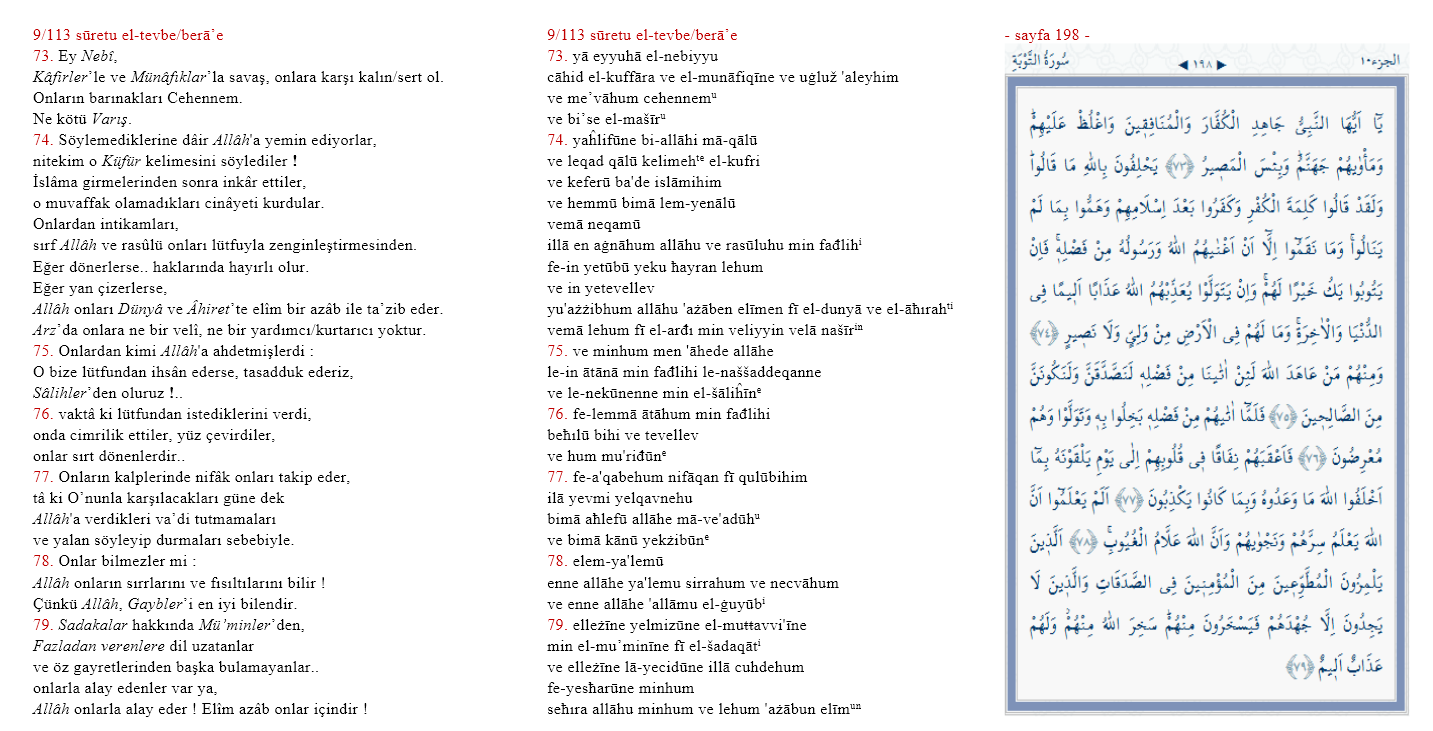 9/113 sūretu el-tevbe/berā’e
73. Ey Nebî,
Kâfirler’le ve Münâfıklar’la savaş, onlara karşı kalın/sert ol.
Onların barınakları Cehennem.
Ne kötü Varış.
74. Söylemediklerine dâir Allâh'a yemin ediyorlar,
nitekim o Küfür kelimesini söylediler !
İslâma girmelerinden sonra inkâr ettiler,
o muvaffak olamadıkları cinâyeti kurdular.
Onlardan intikamları,
sırf Allâh ve rasûlü onları lütfuyla zenginleştirmesinden.
Eğer dönerlerse.. haklarında hayırlı olur.
Eğer yan çizerlerse,
Allâh onları Dünyâ ve Âhiret’te elîm bir azâb ile ta’zib eder.
Arz’da onlara ne bir velî, ne bir yardımcı/kurtarıcı yoktur.
75. Onlardan kimi Allâh'a ahdetmişlerdi :
O bize lütfundan ihsân ederse, tasadduk ederiz,
Sâlihler’den oluruz !..
76. vaktâ ki lütfundan istediklerini verdi,
onda cimrilik ettiler, yüz çevirdiler,
onlar sırt dönenlerdir..
77. Onların kalplerinde nifâk onları takip eder,
tâ ki O’nunla karşılacakları güne dek
Allâh'a verdikleri va’di tutmamaları
ve yalan söyleyip durmaları sebebiyle.
78. Onlar bilmezler mi :
Allâh onların sırrlarını ve fısıltılarını bilir !
Çünkü Allâh, Gaybler’i en iyi bilendir.
79. Sadakalar hakkında Mü’minler’den,
Fazladan verenlere dil uzatanlar
ve öz gayretlerinden başka bulamayanlar..
onlarla alay edenler var ya,
Allâh onlarla alay eder ! Elîm azâb onlar içindir !
9/113 sūretu el-tevbe/berā’e
73. yā eyyuhā el-nebiyyu
cāhid el-kuffāra ve el-munāfiqīne ve uġluž 'aleyhim
ve me’vāhum cehennemᵘ
ve bi’se el-mašīrᵘ
74. yaĥlifūne bi-allāhi mā-qālū
ve leqad qālū kelimehᵗᵉ el-kufri
ve keferū ba'de islāmihim
ve hemmū bimā lem-yenālū
vemā neqamū
illā en aġnāhum allāhu ve rasūluhu min fađlihⁱ
fe-in yetūbū yeku ħayran lehum
ve in yetevellev
yu'ażżibhum allāhu 'ażāben elīmen fī el-dunyā ve el-āħırahᵗⁱ
vemā lehum fī el-arđı min veliyyin velā našīrⁱⁿ
75. ve minhum men 'āhede allāhe
le-in ātānā min fađlihi le-naššaddeqanne
ve le-nekūnenne min el-šāliĥīnᵉ
76. fe-lemmā ātāhum min fađlihi
beħılū bihi ve tevellev
ve hum mu'riđūnᵉ
77. fe-a'qabehum nifāqan fī qulūbihim
ilā yevmi yelqavnehu
bimā aħlefū allāhe mā-ve'adūhᵘ
ve bimā kānū yekżibūnᵉ
78. elem-ya'lemū
enne allāhe ya'lemu sirrahum ve necvāhum
ve enne allāhe 'allāmu el-ġuyūbⁱ
79. elleżīne yelmizūne el-muŧŧavvi'īne
min el-mu’minīne fī el-šadaqātⁱ
ve elleżīne lā-yecidūne illā cuhdehum
fe-yesħarūne minhum
seħıra allāhu minhum ve lehum 'ażābun elīmᵘⁿ
- sayfa 198 -
الجزء١٠ ◀ ١٩٨ ▶ سُورَةُ التَّوْبَةِ
يَٓا اَيُّهَا النَّبِيُّ جَاهِدِ الْكُفَّارَ وَالْمُنَافِق۪ينَ وَاغْلُظْ عَلَيْهِمْۜ
وَمَأْوٰيهُمْ جَهَنَّمُۜ وَبِئْسَ الْمَص۪يرُ ﴿٧٣﴾ يَحْلِفُونَ بِاللّٰهِ مَا قَالُواۜ
وَلَقَدْ قَالُوا كَلِمَةَ الْكُفْرِ وَكَفَرُوا بَعْدَ اِسْلَامِهِمْ وَهَمُّوا بِمَا لَمْ
يَنَالُواۚ وَمَا نَقَمُٓوا اِلَّٓا اَنْ اَغْنٰيهُمُ اللّٰهُ وَرَسُولُهُ مِنْ فَضْلِه۪ۚ فَاِنْ
يَتُوبُوا يَكُ خَيْرًا لَهُمْۚ وَاِنْ يَتَوَلَّوْا يُعَذِّبْهُمُ اللّٰهُ عَذَابًا اَل۪يمًا فِى
الدُّنْيَا وَالْاٰخِرَةِۚ وَمَا لَهُمْ فِى الْاَرْضِ مِنْ وَلِيٍّ وَلَا نَص۪يرٍ ﴿٧٤﴾
وَمِنْهُمْ مَنْ عَاهَدَ اللّٰهَ لَئِنْ اٰتٰينَا مِنْ فَضْلِه۪ لَنَصَّدَّقَنَّ وَلَنَكُونَنَّ
مِنَ الصَّالِح۪ينَ ﴿٧٥﴾ فَلَمَّٓا اٰتٰيهُمْ مِنْ فَضْلِه۪ بَخِلُوا بِه۪ وَتَوَلَّوْا وَهُمْ
مُعْرِضُونَ ﴿٧٦﴾ فَاَعْقَبَهُمْ نِفَاقًا ف۪ى قُلُوبِهِمْ اِلٰى يَوْمِ يَلْقَوْنَهُ بِمَٓا
اَخْلَفُوا اللّٰهَ مَا وَعَدُوهُ وَبِمَا كَانُوا يَكْذِبُونَ ﴿٧٧﴾ اَلَمْ يَعْلَمُٓوا اَنَّ
اللّٰهَ يَعْلَمُ سِرَّهُمْ وَنَجْوٰيهُمْ وَاَنَّ اللّٰهَ عَلَّامُ الْغُيُوبِۚ ﴿٧٨﴾ اَلَّذ۪ينَ
يَلْمِزُونَ الْمُطَّوِّع۪ينَ مِنَ الْمُؤْمِن۪ينَ فِى الصَّدَقَاتِ وَالَّذ۪ينَ لَا
يَجِدُونَ اِلَّا جُهْدَهُمْ فَيَسْخَرُونَ مِنْهُمْۜ سَخِرَ اللّٰهُ مِنْهُمْۘ وَلَهُمْ
عَذَابٌ اَل۪يمٌ ﴿٧٩﴾